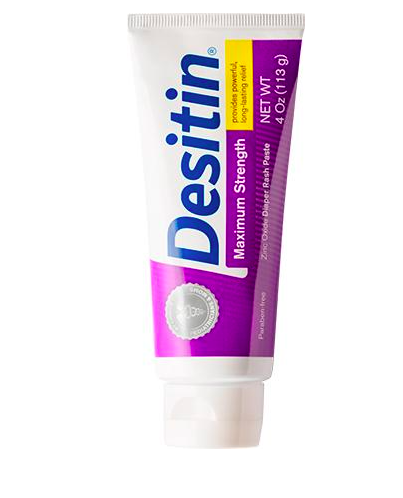 Desitin®
provides powerful,
long-lasting relief
Maximum Strength
NET WT
4 Oz (113 g)
Zinc Oxide Diaper Rash Paste
Paraben free